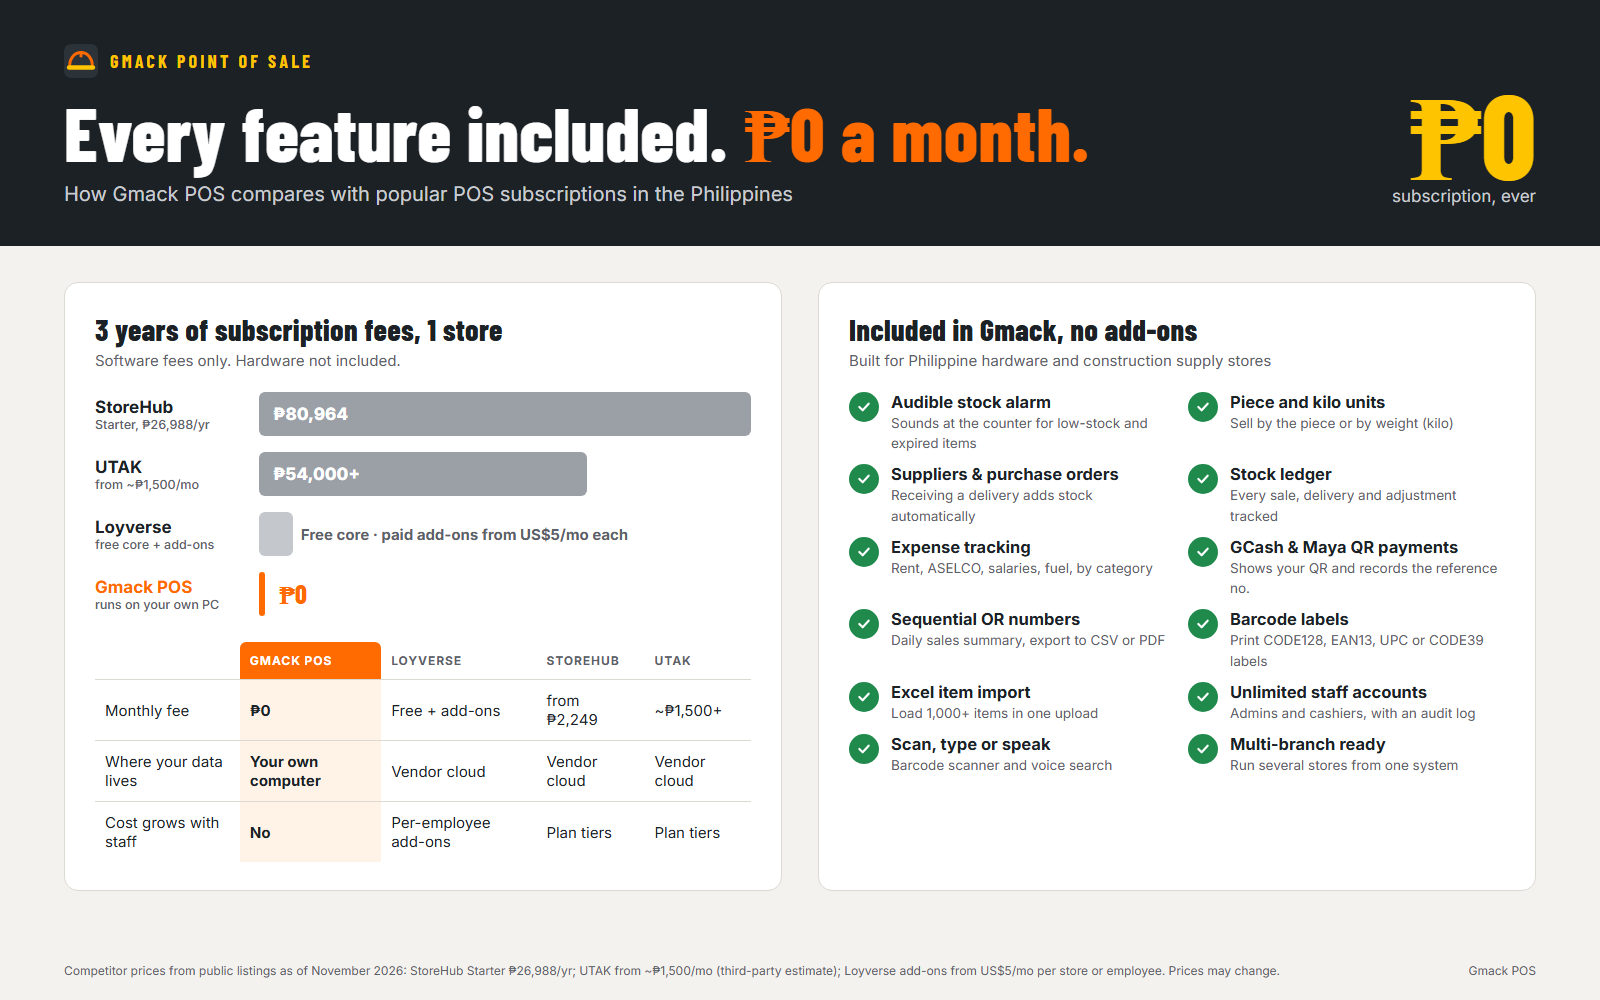 GMACK POINT OF SALE
Every feature included. ₱0 a month.
How Gmack POS compares with popular POS subscriptions in the Philippines
₱0
subscription, ever
3 years of subscription fees, 1 store
Software fees only. Hardware not included.
StoreHub
Starter, ₱26,988/yr
₱80,964
UTAK
from ~₱1,500/mo
₱54,000+
Loyverse
free core + add-ons
Free core · paid add-ons from US$5/mo each
Gmack POS
runs on your own PC
₱0
GMACK POS LOYVERSE STOREHUB UTAK
Monthly fee ₱0 Free + add-ons from ₱2,249 ~₱1,500+
Where your data lives Your own computer Vendor cloud Vendor cloud Vendor cloud
Cost grows with staff No Per-employee add-ons Plan tiers Plan tiers
Included in Gmack, no add-ons
Built for Philippine hardware and construction supply stores
Audible stock alarm
Sounds at the counter for low-stock and
expired items
Piece and kilo units
Sell by the piece or by weight (kilo)
Suppliers & purchase orders
Receiving a delivery adds stock
automatically
Stock ledger
Every sale, delivery and adjustment
tracked
Expense tracking
Rent, ASELCO, salaries, fuel, by category
GCash & Maya QR payments
Shows your QR and records the reference
no.
Sequential OR numbers
Daily sales summary, export to CSV or PDF
Barcode labels
Print CODE128, EAN13, UPC or CODE39
labels
Excel item import
Load 1,000+ items in one upload
Unlimited staff accounts
Admins and cashiers, with an audit log
Scan, type or speak
Barcode scanner and voice search
Multi-branch ready
Run several stores from one system
Competitor prices from public listings as of November 2026: StoreHub Starter ₱26,988/yr; UTAK from ~₱1,500/mo (third-party estimate); Loyverse add-ons from US$5/mo per store or employee. Prices may change.
Gmack POS